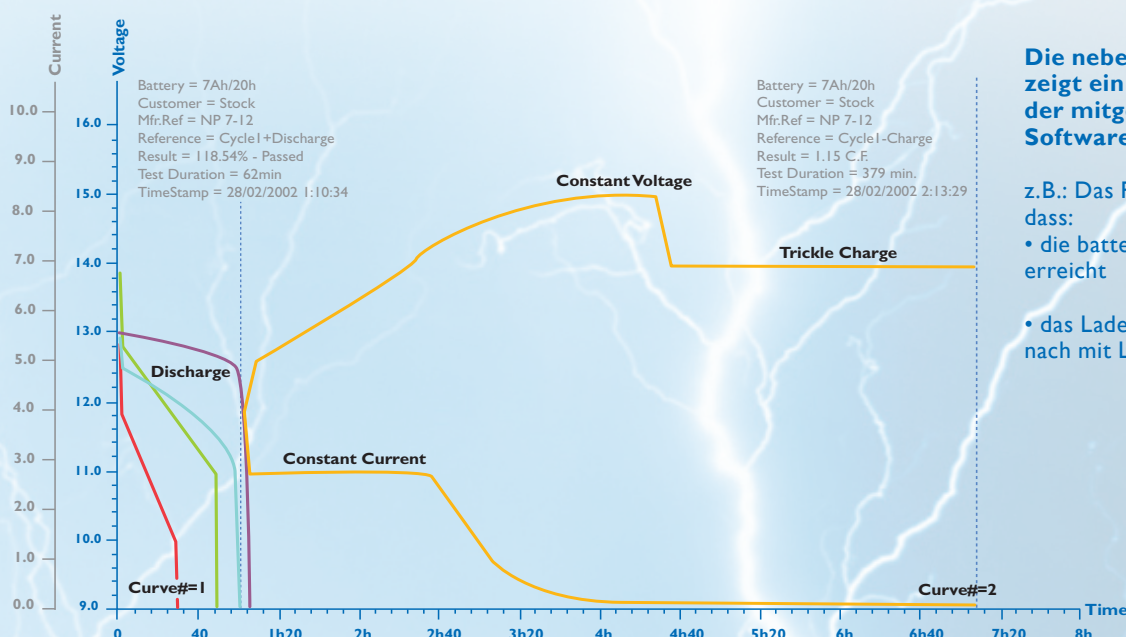 Current
Voltage
Battery = 7Ah/20h
Customer = Stock
Mfr.Ref = NP 7-12
Reference = Cycle1+Discharge
Result = 118.54% - Passed
Test Duration = 62min
TimeStamp = 28/02/2002 1:10:34
Battery = 7Ah/20h
Customer = Stock
Mfr.Ref = NP 7-12
Reference = Cycle1-Charge
Result = 1.15 C.F.
Test Duration = 379 min.
TimeStamp = 28/02/2002 2:13:29
10.0
9.0
8.0
7.0
6.0
5.0
4.0
3.0
2.0
1.0
0.0
16.0
15.0
14.0
13.0
12.0
11.0
10.0
9.0
Constant Voltage
Trickle Charge
Discharge
Constant Current
Curve#=1
Curve#=2
0 40 1h20 2h 2h40 3h20 4h 4h40 5h20 6h 6h40 7h20 8h
Time
Die nebe
zeigt ein
der mitg
Software
z.B.: Das
dass:
• die batte
erreicht
• das Lade
nach mit L